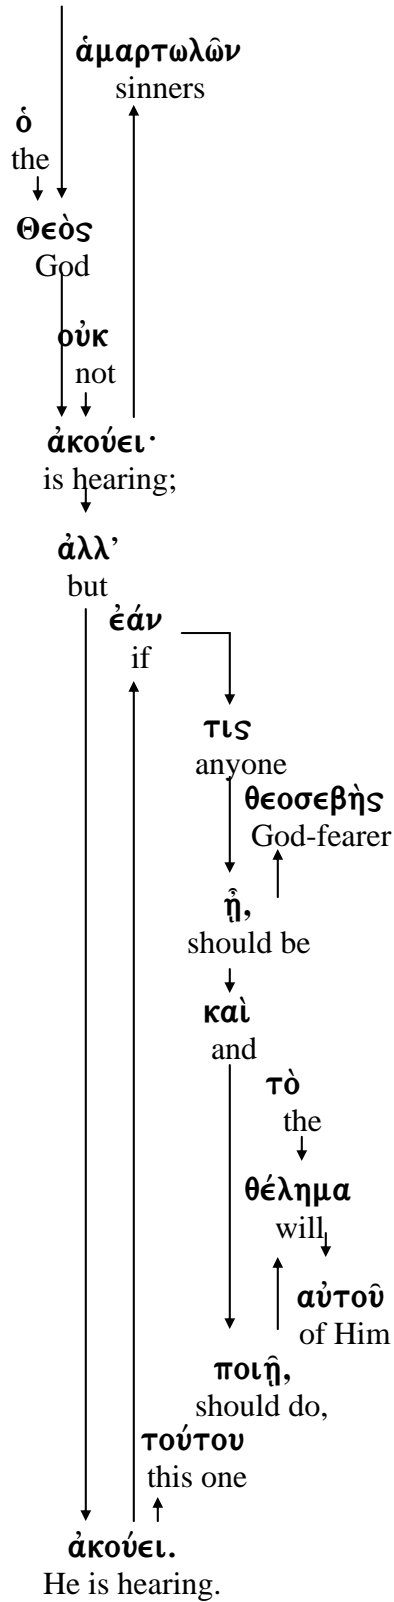 ἁμαρτωλῶν
sinners
ὁ
the
Θεὸς
God
οὐκ
not
ἀκούει·
is hearing;
ἀλλ’
but
ἐάν
if
τις
anyone
θεοσεβὴς
God-fearer
ᾖ,
should be
καὶ
and
τὸ
the
θέλημα
will
αὐτοῦ
of Him
ποιῇ,
should do,
τούτου
this one
ἀκούει.
He is hearing.